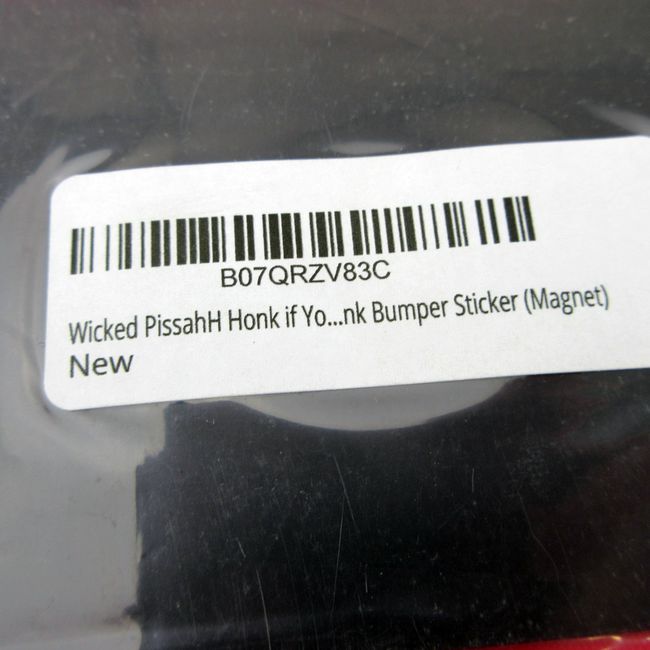 B07QRZV83C
Wicked PissahH Honk if Yo...nk Bumper Sticker (Magnet)
New